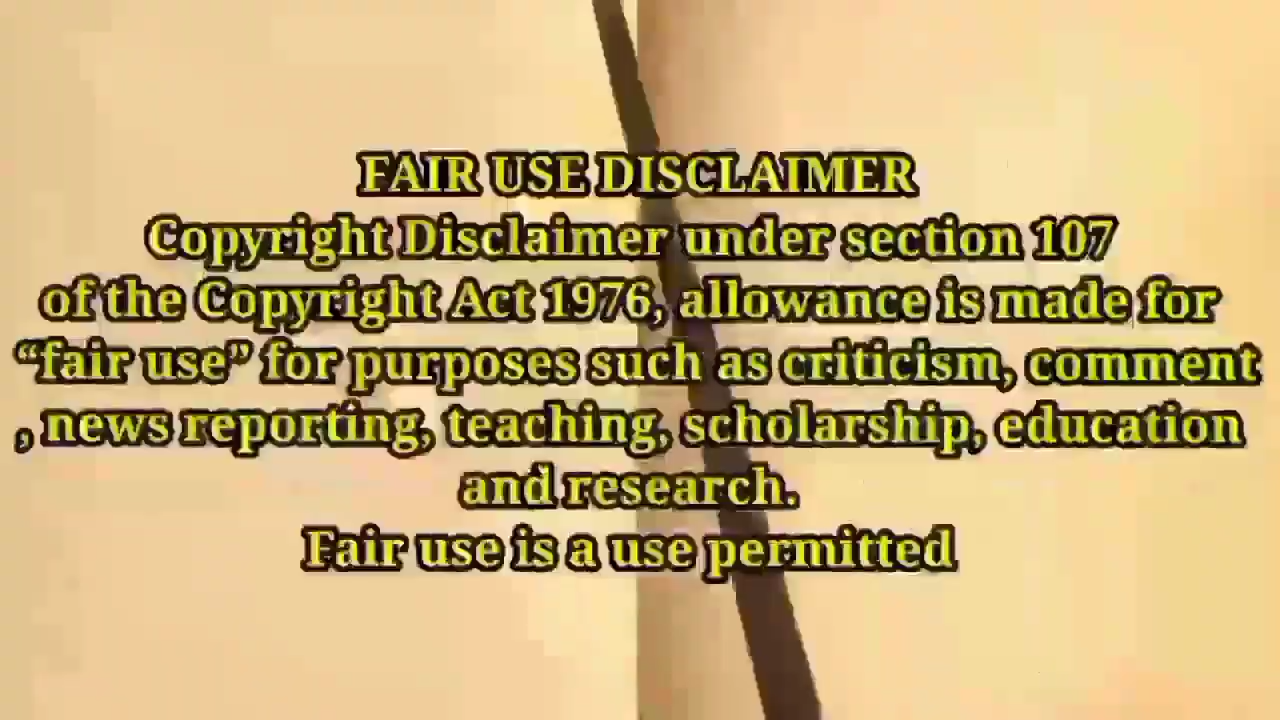 FAIR USE DISCLAIMER
Copyright Disclaimer under section 107
of the Copyright Act 1976, allowance is made for
“fair use” for purposes such as criticism, comment
, news reporting, teaching, scholarship, education
and research.
Fair use is a use permitted